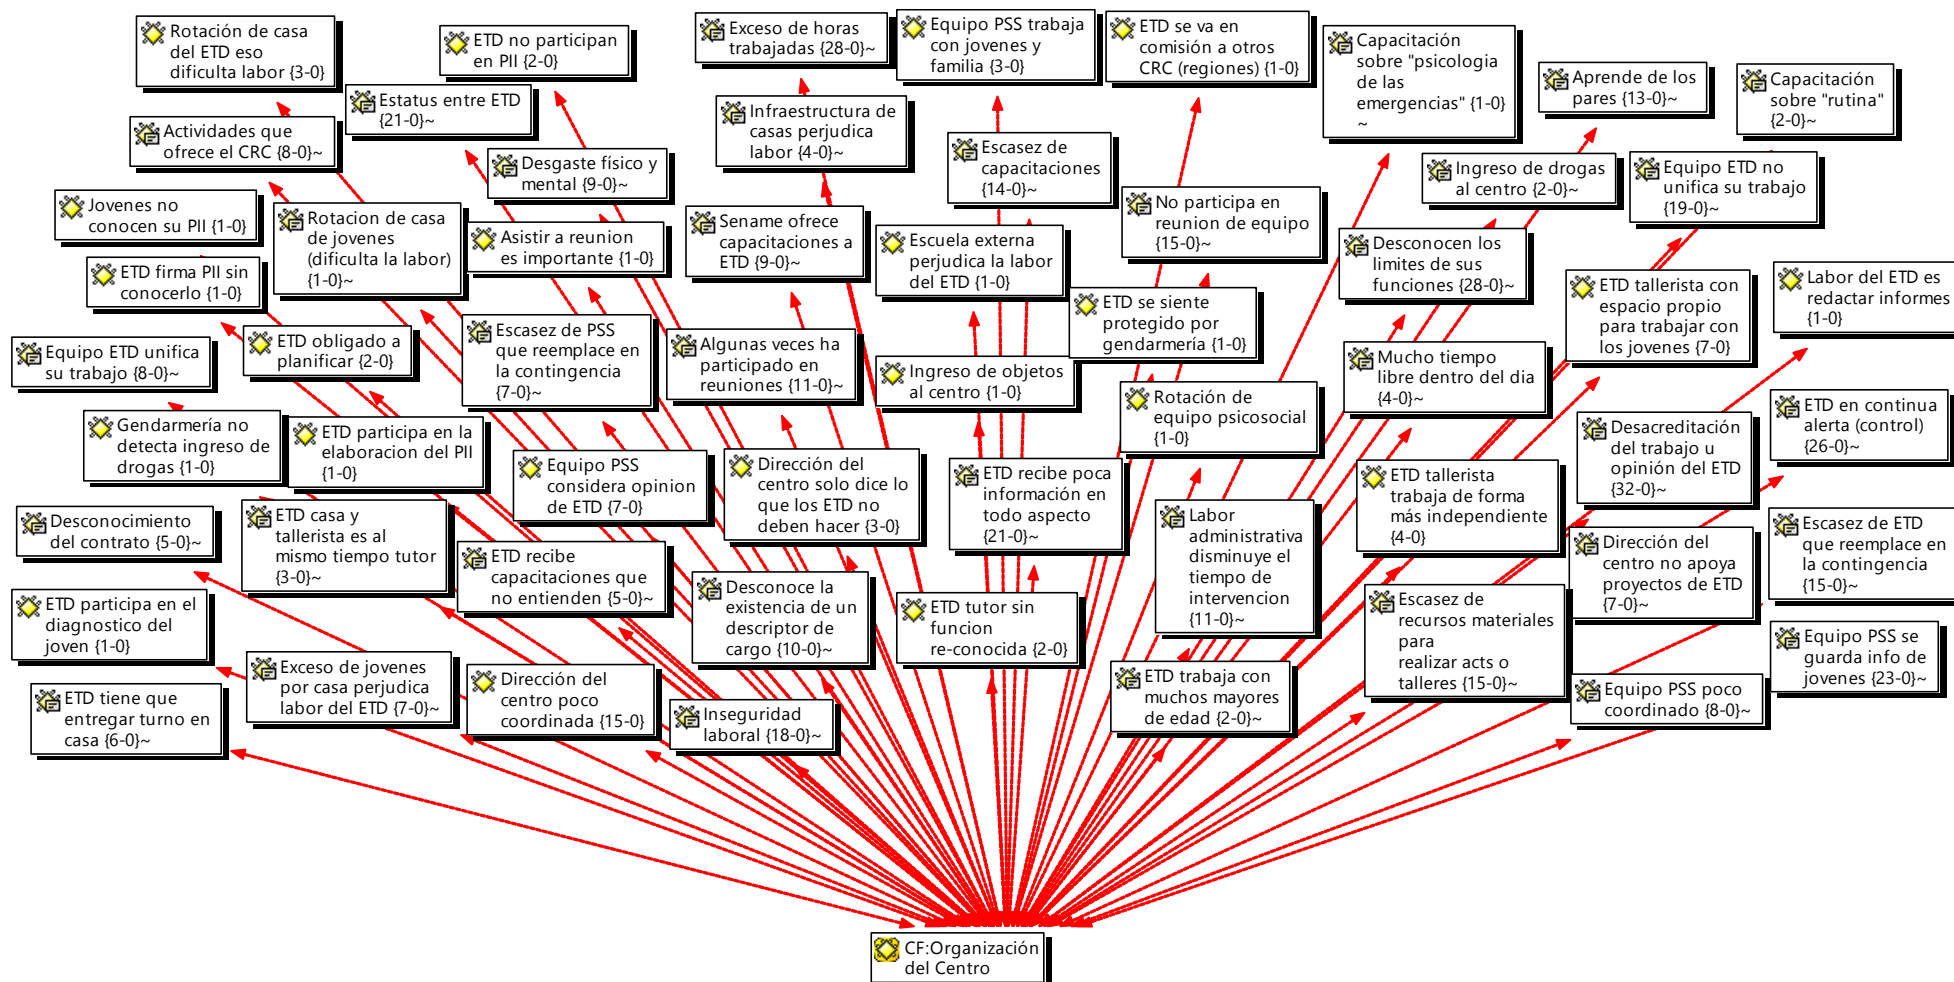 Rotación de casa
del ETD eso
dificulta labor {3-0}
ETD no participan
en PII {2-0}
Exceso de horas
trabajadas {28-0}~
Equipo PSS trabaja
con jovenes y
familia {3-0}
ETD se va en
comisión a otros
CRC (regiones) {1-0}
Capacitación
sobre "psicologia
de las
emergencias" {1-0}
~
Aprende de los
pares {13-0}~
Capacitación
sobre "rutina"
{2-0}~
Estatus entre ETD
{21-0}~
Actividades que
ofrece el CRC {8-0}~
Infraestructura de
casas perjudica
labor {4-0}~
Desgaste físico y
mental {9-0}~
Escasez de
capacitaciones
{14-0}~
Ingreso de drogas
al centro {2-0}~
Equipo ETD no
unifica su trabajo
{19-0}~
Jovenes no
conocen su PII {1-0}
Rotacion de casa
de jovenes
(dificulta la labor)
{1-0}~
Asistir a reunion
es importante {1-0}
Sename ofrece
capacitaciones a
ETD {9-0}~
Escuela externa
perjudica la labor
del ETD {1-0}
No participa en
reunion de equipo
{15-0}~
Desconocen los
limites de sus
funciones {28-0}~
ETD firma PII sin
conocerlo {1-0}
ETD tallerista con
espacio propio
para trabajar con
los jovenes {7-0}
Labor del ETD es
redactar informes
{1-0}
ETD se siente
protegido por
gendarmería {1-0}
Equipo ETD unifica
su trabajo {8-0}~
ETD obligado a
planificar {2-0}
Escasez de PSS
que reemplace en
la contingencia
{7-0}~
Algunas veces ha
participado en
reuniones {11-0}~
Ingreso de objetos
al centro {1-0}
Mucho tiempo
libre dentro del dia
{4-0}~
Rotación de
equipo psicosocial
{1-0}
ETD en continua
alerta (control)
{26-0}~
Gendarmería no
detecta ingreso de
drogas {1-0}
ETD participa en la
elaboracion del PII
{1-0}
Equipo PSS
considera opinion
de ETD {7-0}
Dirección del
centro solo dice lo
que los ETD no
deben hacer {3-0}
ETD recibe poca
información en
todo aspecto
{21-0}~
ETD tallerista
trabaja de forma
más independiente
{4-0}
Desacreditación
del trabajo u
opinión del ETD
{32-0}~
Desconocimiento
del contrato {5-0}~
ETD casa y
tallerista es al
mismo tiempo tutor
{3-0}~
ETD recibe
capacitaciones que
no entienden {5-0}~
Labor
administrativa
disminuye el
tiempo de
intervencion
{11-0}~
Dirección del
centro no apoya
proyectos de ETD
{7-0}~
Escasez de ETD
que reemplace en
la contingencia
{15-0}~
ETD participa en el
diagnostico del
joven {1-0}
Desconoce la
existencia de un
descriptor de
cargo {10-0}~
ETD tutor sin
funcion
re-conocida {2-0}
Escasez de
recursos materiales
para
realizar acts o
talleres {15-0}~
Equipo PSS se
guarda info de
jovenes {23-0}~
ETD tiene que
entregar turno en
casa {6-0}~
Exceso de jovenes
por casa perjudica
labor del ETD {7-0}~
Dirección del
centro poco
coordinada {15-0}
Inseguridad
laboral {18-0}~
ETD trabaja con
muchos mayores
de edad {2-0}~
Equipo PSS poco
coordinado {8-0}~
CF:Organización
del Centro